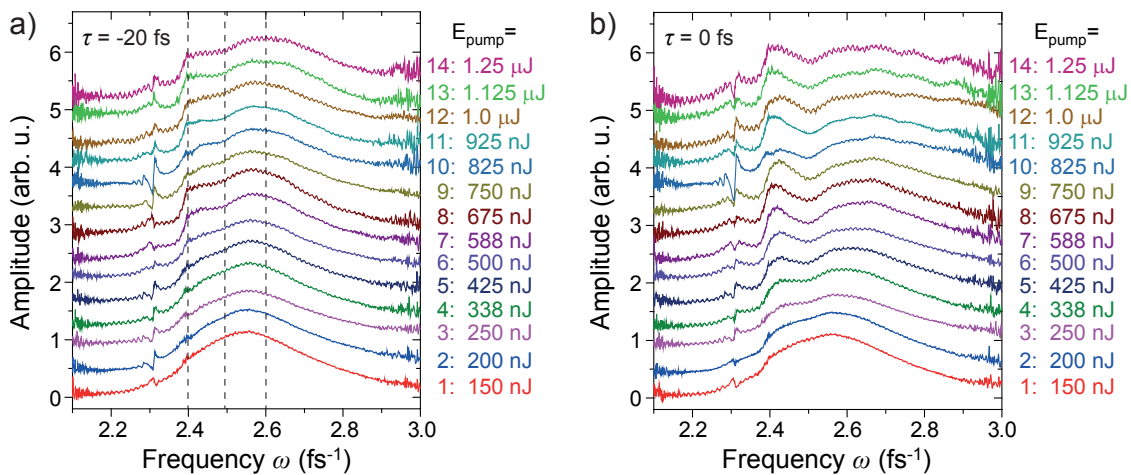 a)
τ = -20 fs
E_pump=
14: 1.25 μJ
13: 1.125 μJ
12: 1.0 μJ
11: 925 nJ
10: 825 nJ
9: 750 nJ
8: 675 nJ
7: 588 nJ
6: 500 nJ
5: 425 nJ
4: 338 nJ
3: 250 nJ
2: 200 nJ
1: 150 nJ
Amplitude (arb. u.)
6
5
4
3
2
1
0
2.2 2.4 2.6 2.8 3.0
Frequency ω (fs⁻¹)
b)
τ = 0 fs
E_pump=
14: 1.25 μJ
13: 1.125 μJ
12: 1.0 μJ
11: 925 nJ
10: 825 nJ
9: 750 nJ
8: 675 nJ
7: 588 nJ
6: 500 nJ
5: 425 nJ
4: 338 nJ
3: 250 nJ
2: 200 nJ
1: 150 nJ
Amplitude (arb. u.)
6
5
4
3
2
1
0
2.2 2.4 2.6 2.8 3.0
Frequency ω (fs⁻¹)